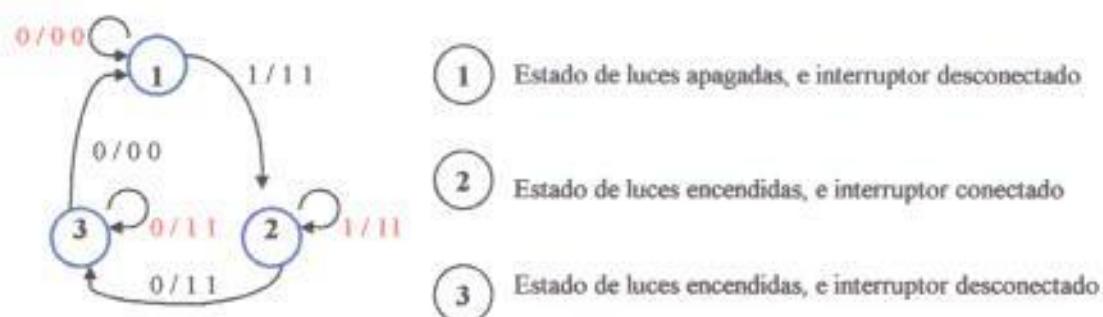 0 / 0 0
1
1 / 1 1
0 / 0 0
3
0 / 1 1
2
1 / 11
0 / 1 1
1 Estado de luces apagadas, e interruptor desconectado
2 Estado de luces encendidas, e interruptor conectado
3 Estado de luces encendidas, e interruptor desconectado